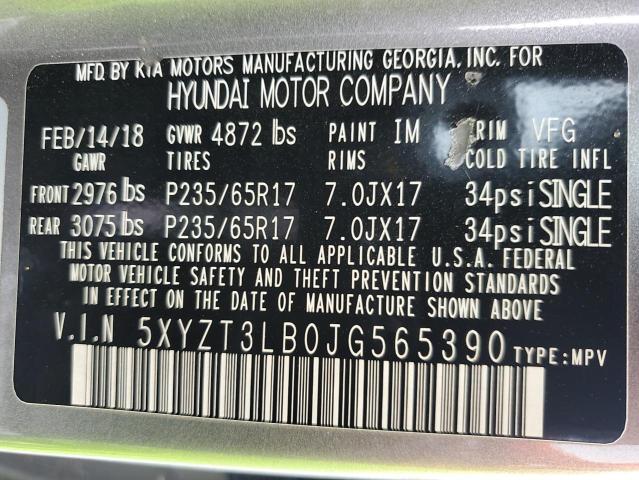 MFD. BY KIA MOTORS MANUFACTURING GEORGIA, INC. FOR
HYUNDAI MOTOR COMPANY
FEB/14/18 GVWR 4872 lbs PAINT IM TRIM VFG
GAWR TIRES RIMS COLD TIRE INFL
FRONT 2976 lbs P235/65R17 7.0JX17 34psi SINGLE
REAR 3075 lbs P235/65R17 7.0JX17 34psi SINGLE
THIS VEHICLE CONFORMS TO ALL APPLICABLE U.S.A. FEDERAL
MOTOR VEHICLE SAFETY AND THEFT PREVENTION STANDARDS
IN EFFECT ON THE DATE OF MANUFACTURE SHOWN ABOVE
V.I.N 5XYZT3LB0JG565390 TYPE:MPV